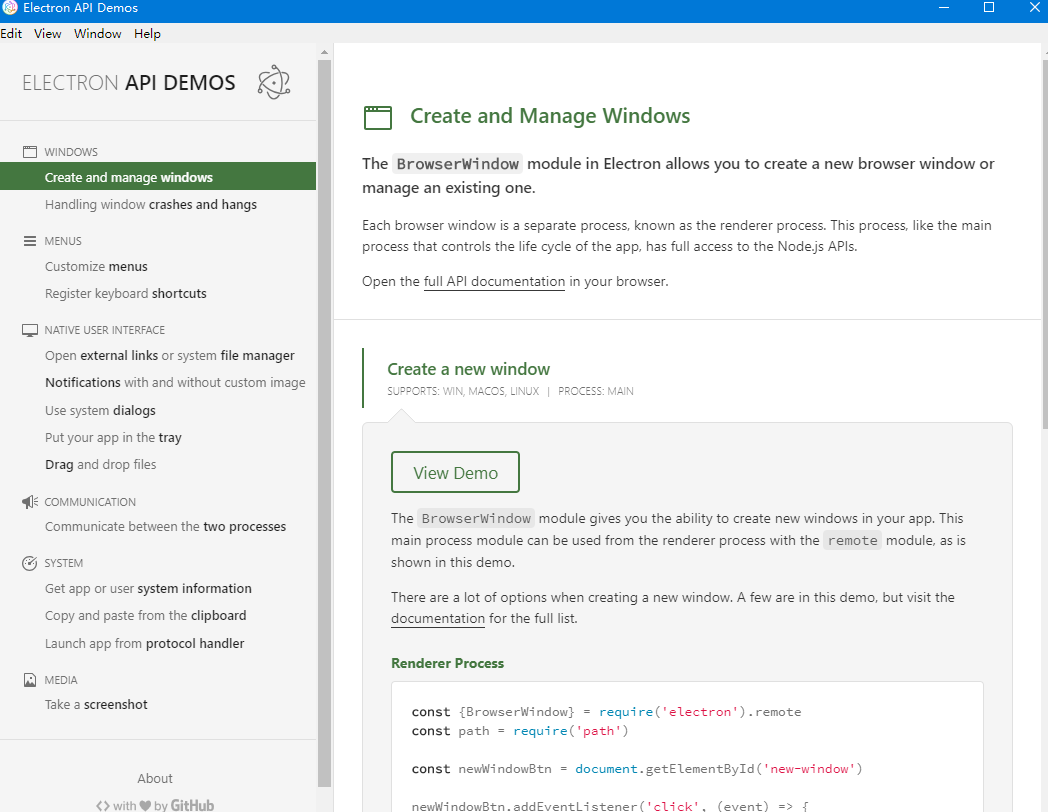 Electron API Demos
Edit View Window Help
ELECTRON API DEMOS
WINDOWS
Create and manage windows
Handling window crashes and hangs
MENUS
Customize menus
Register keyboard shortcuts
NATIVE USER INTERFACE
Open external links or system file manager
Notifications with and without custom image
Use system dialogs
Put your app in the tray
Drag and drop files
COMMUNICATION
Communicate between the two processes
SYSTEM
Get app or user system information
Copy and paste from the clipboard
Launch app from protocol handler
MEDIA
Take a screenshot
About
<> with ♥ by GitHub
Create and Manage Windows
The BrowserWindow module in Electron allows you to create a new browser window or
manage an existing one.
Each browser window is a separate process, known as the renderer process. This process, like the main
process that controls the life cycle of the app, has full access to the Node.js APIs.
Open the full API documentation in your browser.
Create a new window
SUPPORTS: WIN, MACOS, LINUX | PROCESS: MAIN
View Demo
The BrowserWindow module gives you the ability to create new windows in your app. This
main process module can be used from the renderer process with the remote module, as is
shown in this demo.
There are a lot of options when creating a new window. A few are in this demo, but visit the
documentation for the full list.
Renderer Process
const {BrowserWindow} = require('electron').remote
const path = require('path')
const newWindowBtn = document.getElementById('new-window')
newWindowBtn.addEventListener('click', (event) => {